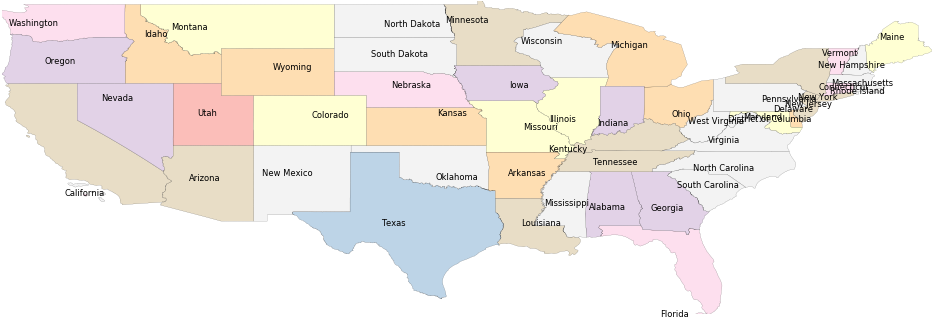 Washington
Montana
Idaho
Oregon
North Dakota
Minnesota
South Dakota
Wisconsin
Michigan
Maine
Vermont
New Hampshire
Wyoming
Nebraska
Iowa
Massachusetts
Connecticut
Rhode Island
New York
Nevada
Utah
Colorado
Kansas
Missouri
Illinois
Indiana
Ohio
Pennsylvania
New Jersey
Delaware
Maryland
District of Columbia
West Virginia
Virginia
Kentucky
California
Arizona
New Mexico
Oklahoma
Arkansas
Tennessee
North Carolina
South Carolina
Texas
Louisiana
Mississippi
Alabama
Georgia
Florida